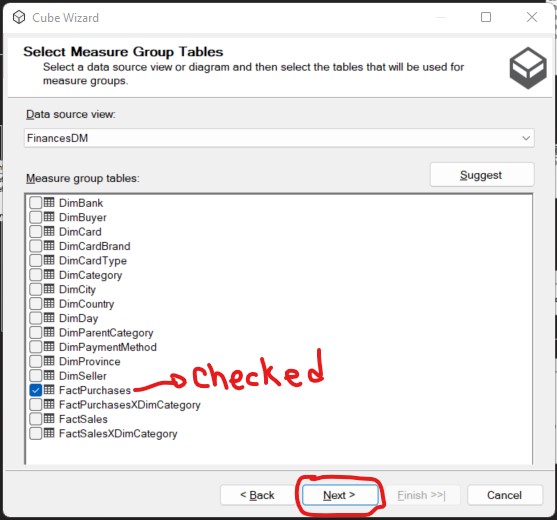 Cube Wizard
Select Measure Group Tables
Select a data source view or diagram and then select the tables that will be used for
measure groups.
Data source view:
FinancesDM
Measure group tables:
Suggest
DimBank
DimBuyer
DimCard
DimCardBrand
DimCardType
DimCategory
DimCity
DimCountry
DimDay
DimParentCategory
DimPaymentMethod
DimProvince
DimSeller
FactPurchases
checked
FactPurchasesXDimCategory
FactSales
FactSalesXDimCategory
< Back
Next >
Finish >>|
Cancel